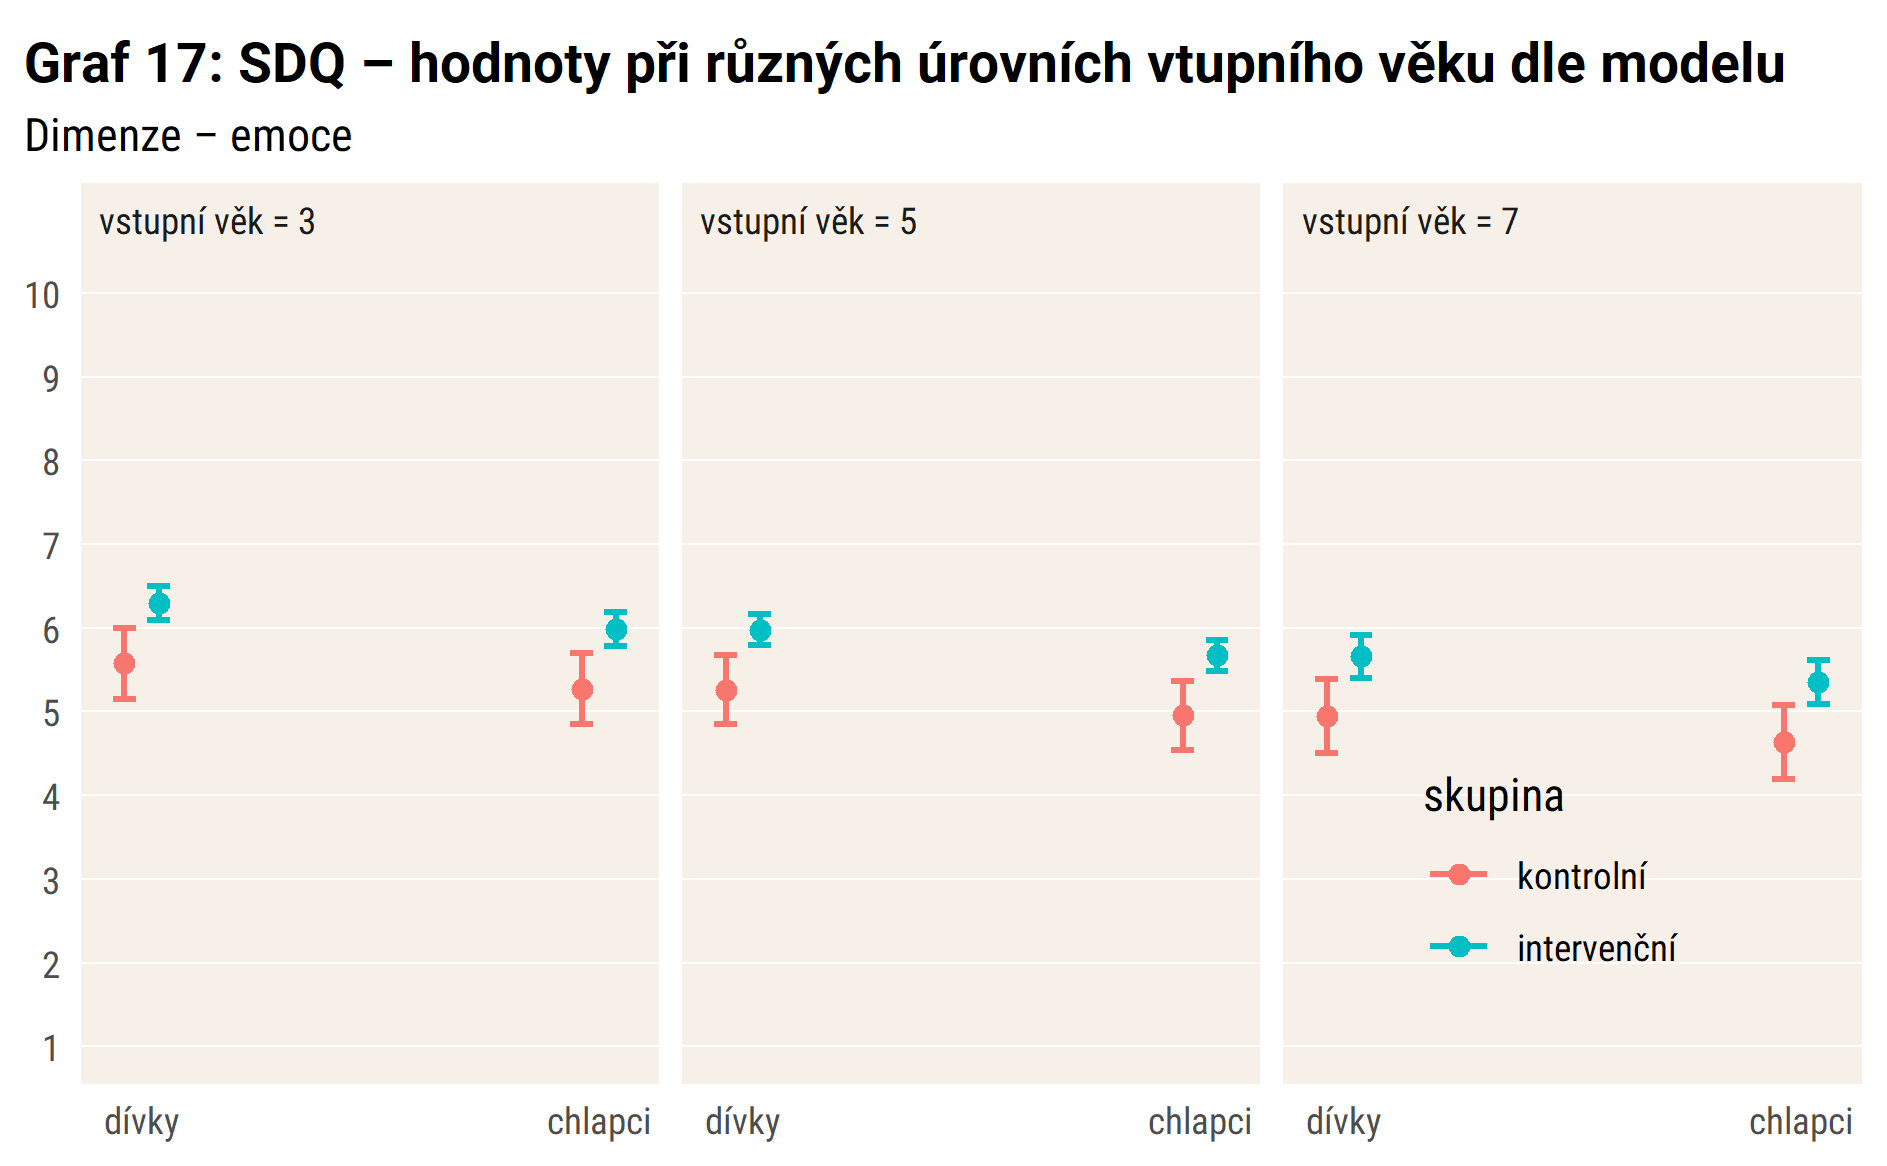 Graf 17: SDQ – hodnoty při různých úrovních vtupního věku dle modelu
Dimenze – emoce
vstupní věk = 3
vstupní věk = 5
vstupní věk = 7
10
9
8
7
6
5
4
3
2
1
skupina
kontrolní
intervenční
dívky
chlapci
dívky
chlapci
dívky
chlapci